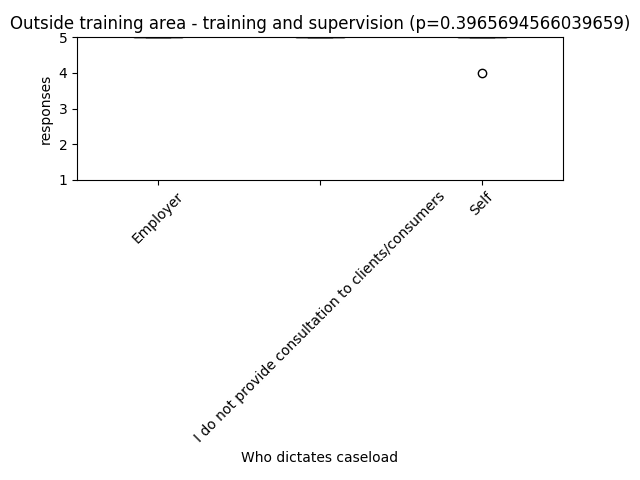 Outside training area - training and supervision (p=0.3965694566039659)
responses
5
4
3
2
1
Employer
I do not provide consultation to clients/consumers
Self
Who dictates caseload